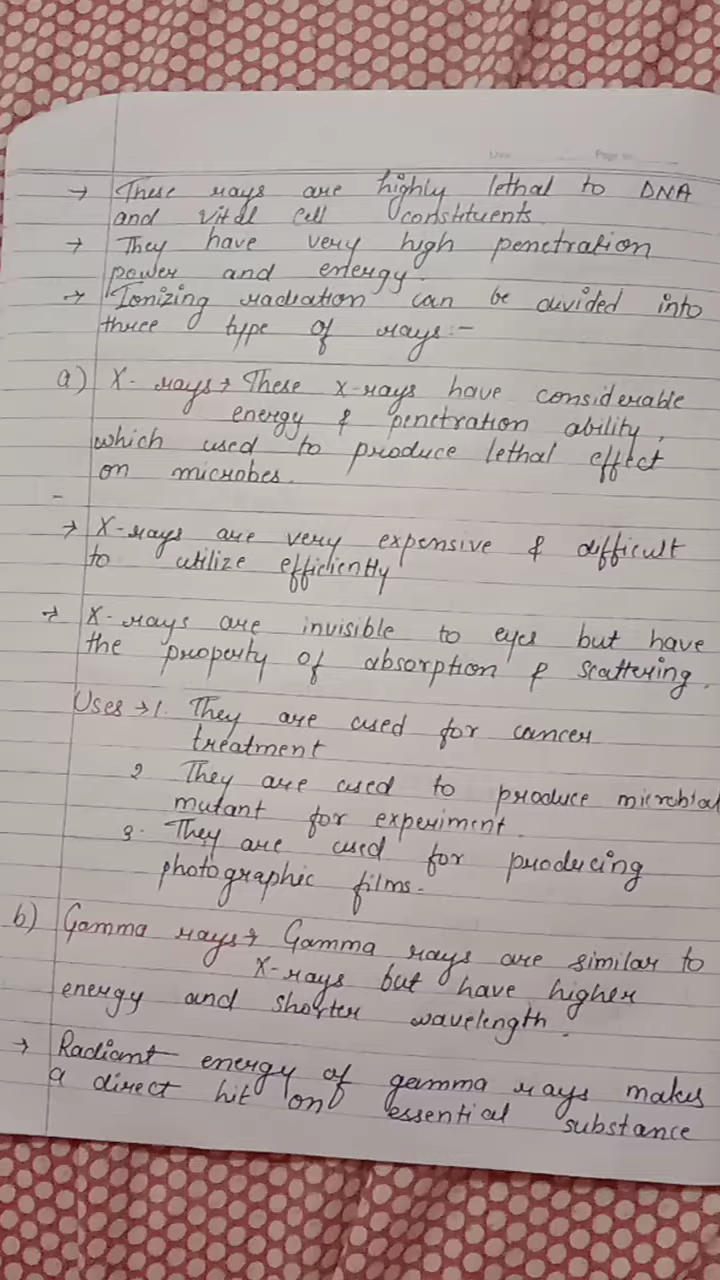 Page No.
→ These rays are highly lethal to DNA
and vital cell constituents
→ They have very high penetration
power and energy.
→ Ionizing radiation can be divided into
three type of rays:-
a) X-rays → These x-rays have considerable
energy & penetration ability,
which used to produce lethal effect
on microbes.
-
→ X-rays are very expensive & difficult
to utilize efficiently
→ X-rays are invisible to eyes but have
the property of absorption & scattering.
Uses → 1. They are used for cancer
treatment
2 They are used to produce microbial
mutant for experiment.
3. They are used for producing
photographic films.
b) Gamma rays → Gamma rays are similar to
X-rays but have higher
energy and shorter wavelength.
→ Radiant energy of gamma rays makes
a direct hit on essential substance